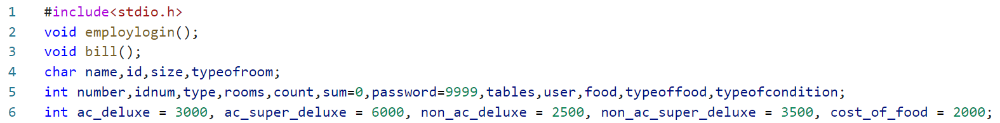 1 #include<stdio.h>
2 void employlogin();
3 void bill();
4 char name,id,size,typeofroom;
5 int number,idnum,type,rooms,count,sum=0,password=9999,tables,user,food,typeoffood,typeofcondition;
6 int ac_deluxe = 3000, ac_super_deluxe = 6000, non_ac_deluxe = 2500, non_ac_super_deluxe = 3500, cost_of_food = 2000;